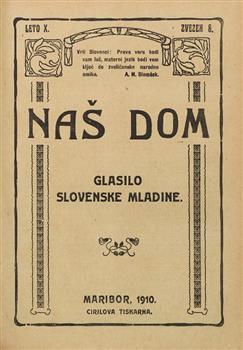 LETO X.
ZVEZEK 8.
Vrli Slovenci! Prava vera bodi
vam luč, materni jezik bodi vam
ključ do zveličanske narodne
omike. A. M. Slomšek.
NAŠ DOM
GLASILO
SLOVENSKE MLADINE.
MARIBOR, 1910.
CIRILOVA TISKARNA.